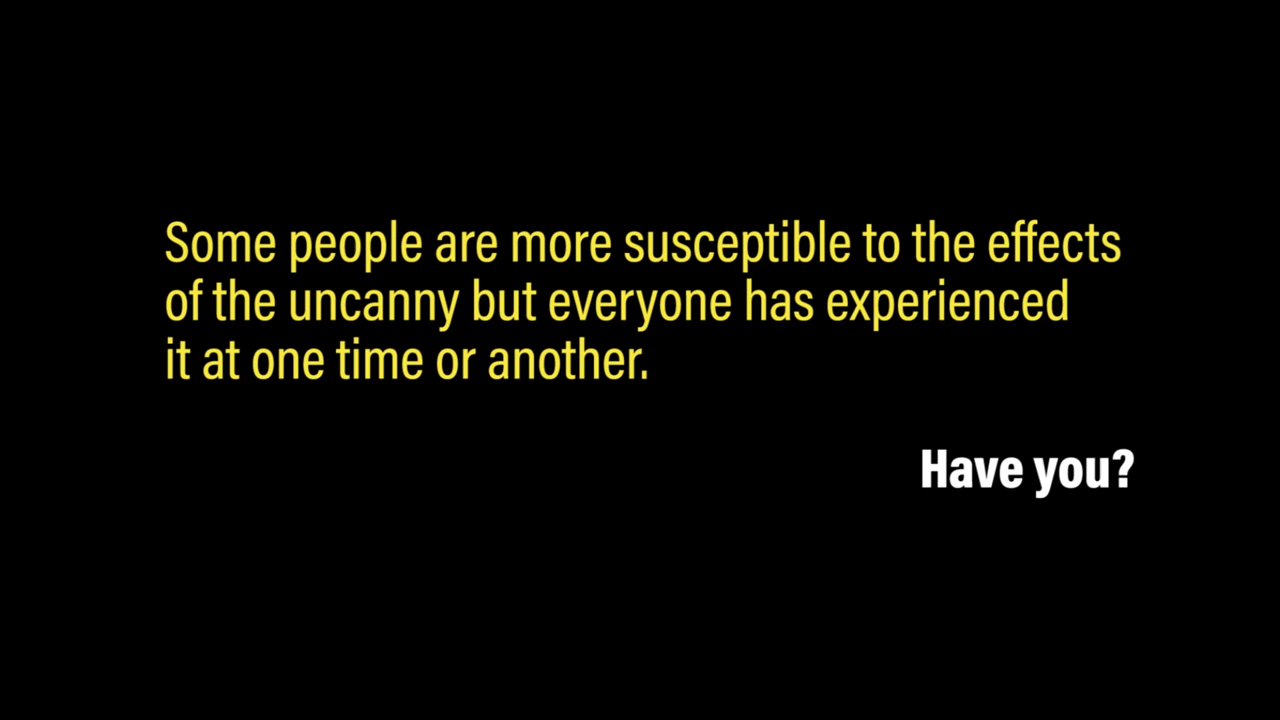 Some people are more susceptible to the effects
of the uncanny but everyone has experienced
it at one time or another.
Have you?